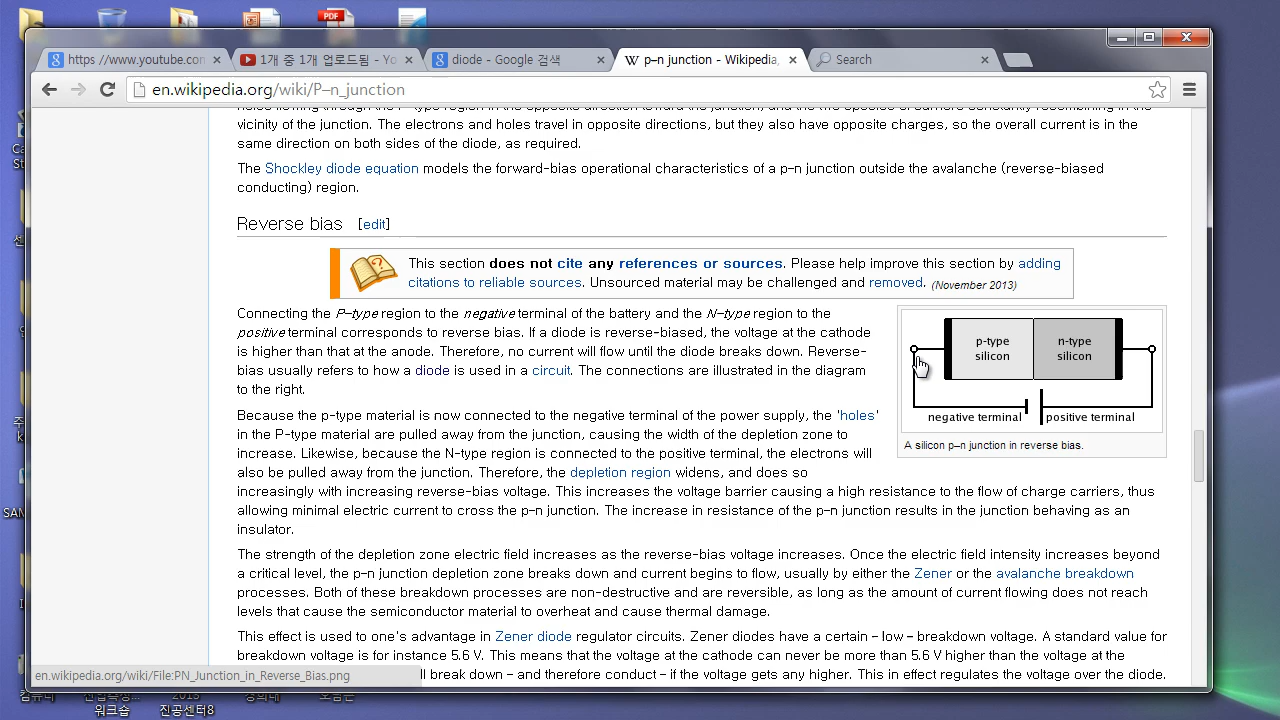 PDF
https://www.youtube.con
1개 중 1개 업로드됨 - Yo
diode - Google 검색
p–n junction - Wikipedia,
Search
en.wikipedia.org/wiki/P–n_junction
vicinity of the junction. The electrons and holes travel in opposite directions, but they also have opposite charges, so the overall current is in the
same direction on both sides of the diode, as required.
The Shockley diode equation models the forward-bias operational characteristics of a p–n junction outside the avalanche (reverse-biased
conducting) region.
Reverse bias [edit]
This section does not cite any references or sources. Please help improve this section by adding
citations to reliable sources. Unsourced material may be challenged and removed. (November 2013)
Connecting the P–type region to the negative terminal of the battery and the N-type region to the
positive terminal corresponds to reverse bias. If a diode is reverse-biased, the voltage at the cathode
is higher than that at the anode. Therefore, no current will flow until the diode breaks down. Reverse-
bias usually refers to how a diode is used in a circuit. The connections are illustrated in the diagram
to the right.
p-type
silicon
n-type
silicon
negative terminal
positive terminal
A silicon p–n junction in reverse bias.
Because the p-type material is now connected to the negative terminal of the power supply, the 'holes'
in the P-type material are pulled away from the junction, causing the width of the depletion zone to
increase. Likewise, because the N-type region is connected to the positive terminal, the electrons will
also be pulled away from the junction. Therefore, the depletion region widens, and does so
increasingly with increasing reverse-bias voltage. This increases the voltage barrier causing a high resistance to the flow of charge carriers, thus
allowing minimal electric current to cross the p–n junction. The increase in resistance of the p–n junction results in the junction behaving as an
insulator.
The strength of the depletion zone electric field increases as the reverse-bias voltage increases. Once the electric field intensity increases beyond
a critical level, the p–n junction depletion zone breaks down and current begins to flow, usually by either the Zener or the avalanche breakdown
processes. Both of these breakdown processes are non-destructive and are reversible, as long as the amount of current flowing does not reach
levels that cause the semiconductor material to overheat and cause thermal damage.
This effect is used to one's advantage in Zener diode regulator circuits. Zener diodes have a certain – low – breakdown voltage. A standard value for
breakdown voltage is for instance 5.6 V. This means that the voltage at the cathode can never be more than 5.6 V higher than the voltage at the
ll break down – and therefore conduct – if the voltage gets any higher. This in effect regulates the voltage over the diode.
en.wikipedia.org/wiki/File:PN_Junction_in_Reverse_Bias.png
워크숍
진공센터8